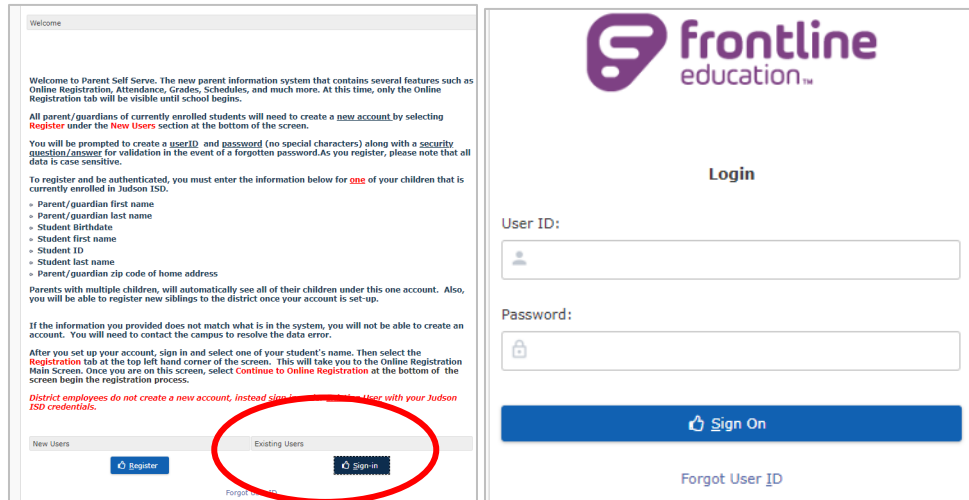 Welcome
Welcome to Parent Self Serve. The new parent information system that contains several features such as
Online Registration, Attendance, Grades, Schedules, and much more. At this time, only the Online
Registration tab will be visible until school begins.
All parent/guardians of currently enrolled students will need to create a new account by selecting
Register under the New Users section at the bottom of the screen.
You will be prompted to create a userID and password (no special characters) along with a security
question/answer for validation in the event of a forgotten password.As you register, please note that all
data is case sensitive.
To register and be authenticated, you must enter the information below for one of your children that is
currently enrolled in Judson ISD.
» Parent/guardian first name
» Parent/guardian last name
» Student Birthdate
» Student first name
» Student ID
» Student last name
» Parent/guardian zip code of home address
Parents with multiple children, will automatically see all of their children under this one account. Also,
you will be able to register new siblings to the district once your account is set-up.
If the information you provided does not match what is in the system, you will not be able to create an
account. You will need to contact the campus to resolve the data error.
After you set up your account, sign in and select one of your student's name. Then select the
Registration tab at the top left hand corner of the screen. This will take you to the Online Registration
Main Screen. Once you are on this screen, select Continue to Online Registration at the bottom of the
screen begin the registration process.
District employees do not create a new account, instead sign User with your Judson
ISD credentials.
New Users
Existing Users
Register
Sign-in
Forgot ID
frontline
education™
Login
User ID:
Password:
Sign On
Forgot User ID